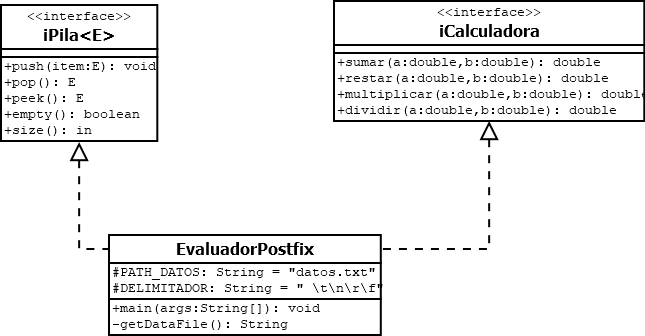 <<interface>>
iPila<E>
+push(item:E): void
+pop(): E
+peek(): E
+empty(): boolean
+size(): in
<<interface>>
iCalculadora
+sumar(a:double,b:double): double
+restar(a:double,b:double): double
+multiplicar(a:double,b:double): double
+dividir(a:double,b:double): double
EvaluadorPostfix
#PATH_DATOS: String = "datos.txt"
#DELIMITADOR: String = " \t\n\r\f"
+main(args:String[]): void
-getDataFile(): String